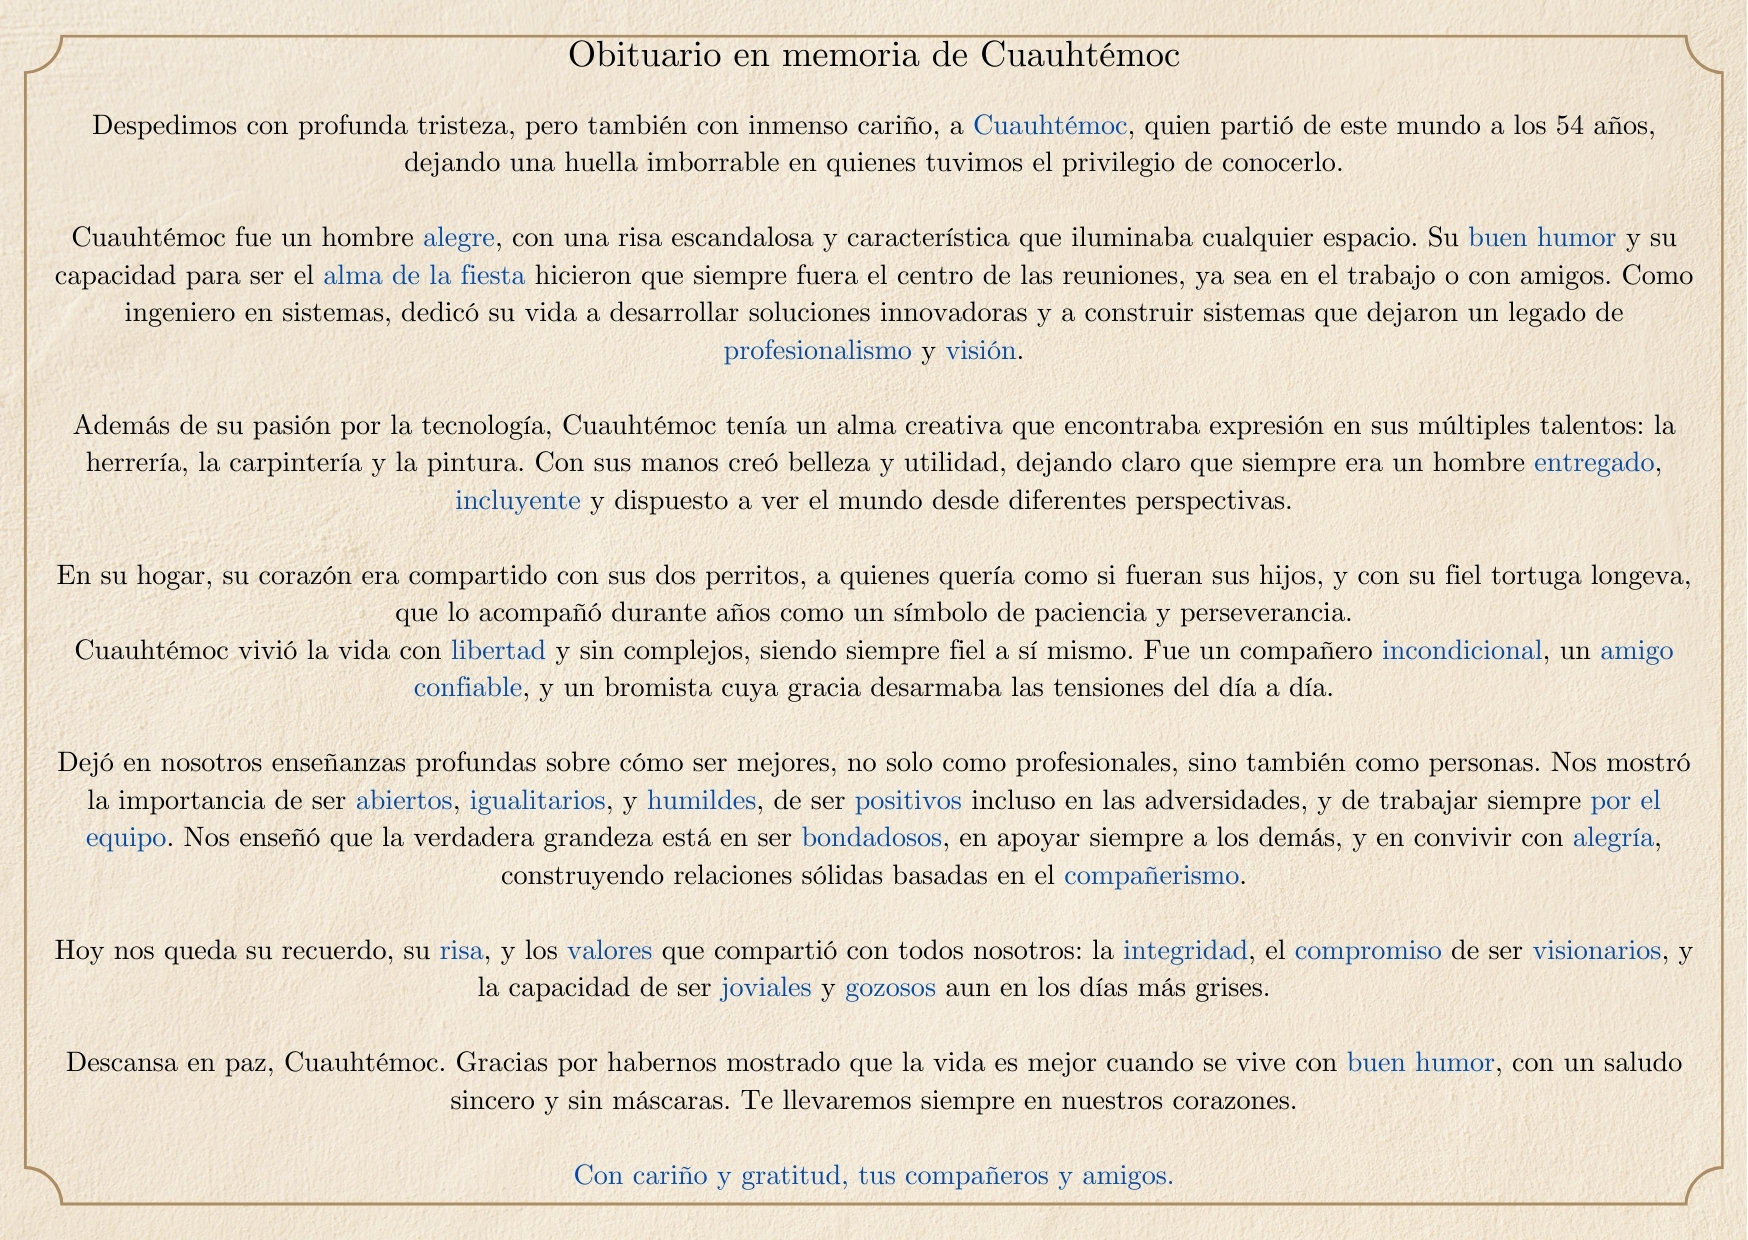 Obituario en memoria de Cuauhtémoc
Despedimos con profunda tristeza, pero también con inmenso cariño, a Cuauhtémoc, quien partió de este mundo a los 54 años,
dejando una huella imborrable en quienes tuvimos el privilegio de conocerlo.
Cuauhtémoc fue un hombre alegre, con una risa escandalosa y característica que iluminaba cualquier espacio. Su buen humor y su
capacidad para ser el alma de la fiesta hicieron que siempre fuera el centro de las reuniones, ya sea en el trabajo o con amigos. Como
ingeniero en sistemas, dedicó su vida a desarrollar soluciones innovadoras y a construir sistemas que dejaron un legado de
profesionalismo y visión.
Además de su pasión por la tecnología, Cuauhtémoc tenía un alma creativa que encontraba expresión en sus múltiples talentos: la
herrería, la carpintería y la pintura. Con sus manos creó belleza y utilidad, dejando claro que siempre era un hombre entregado,
incluyente y dispuesto a ver el mundo desde diferentes perspectivas.
En su hogar, su corazón era compartido con sus dos perritos, a quienes quería como si fueran sus hijos, y con su fiel tortuga longeva,
que lo acompañó durante años como un símbolo de paciencia y perseverancia.
Cuauhtémoc vivió la vida con libertad y sin complejos, siendo siempre fiel a sí mismo. Fue un compañero incondicional, un amigo
confiable, y un bromista cuya gracia desarmaba las tensiones del día a día.
Dejó en nosotros enseñanzas profundas sobre cómo ser mejores, no solo como profesionales, sino también como personas. Nos mostró
la importancia de ser abiertos, igualitarios, y humildes, de ser positivos incluso en las adversidades, y de trabajar siempre por el
equipo. Nos enseñó que la verdadera grandeza está en ser bondadosos, en apoyar siempre a los demás, y en convivir con alegría,
construyendo relaciones sólidas basadas en el compañerismo.
Hoy nos queda su recuerdo, su risa, y los valores que compartió con todos nosotros: la integridad, el compromiso de ser visionarios, y
la capacidad de ser joviales y gozosos aun en los días más grises.
Descansa en paz, Cuauhtémoc. Gracias por habernos mostrado que la vida es mejor cuando se vive con buen humor, con un saludo
sincero y sin máscaras. Te llevaremos siempre en nuestros corazones.
Con cariño y gratitud, tus compañeros y amigos.